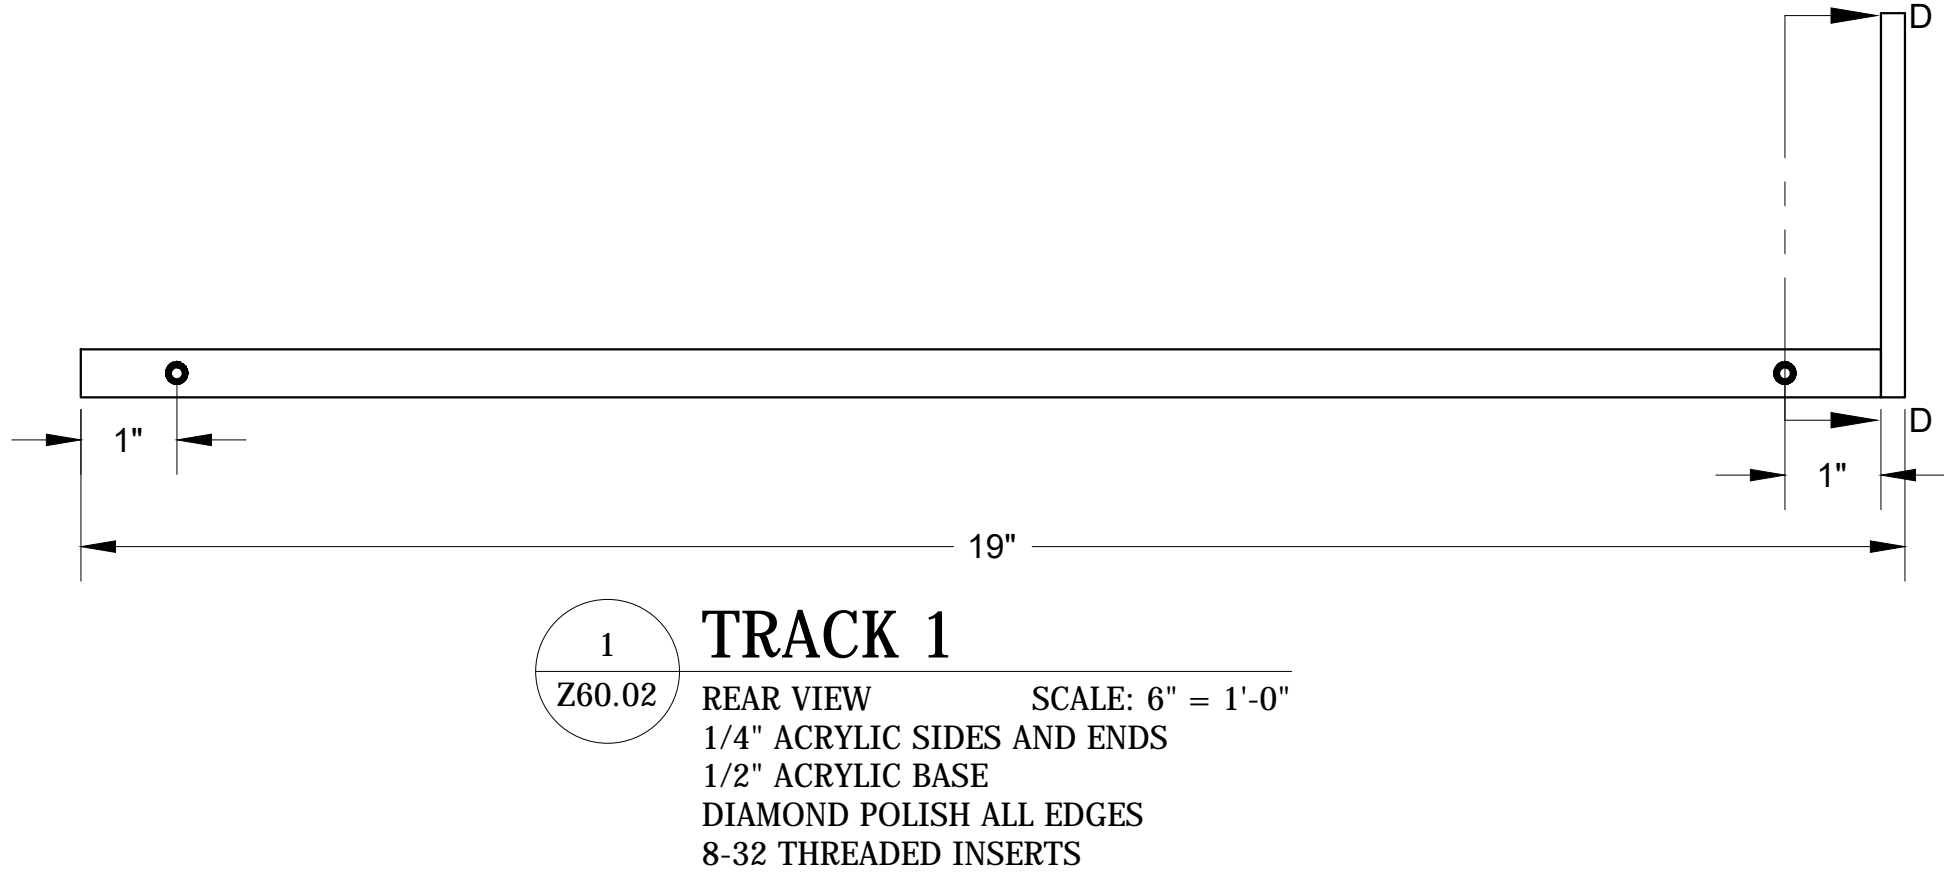 D
D
1"
1"
19"
1
Z60.02
TRACK 1
REAR VIEW SCALE: 6" = 1'-0"
1/4" ACRYLIC SIDES AND ENDS
1/2" ACRYLIC BASE
DIAMOND POLISH ALL EDGES
8-32 THREADED INSERTS